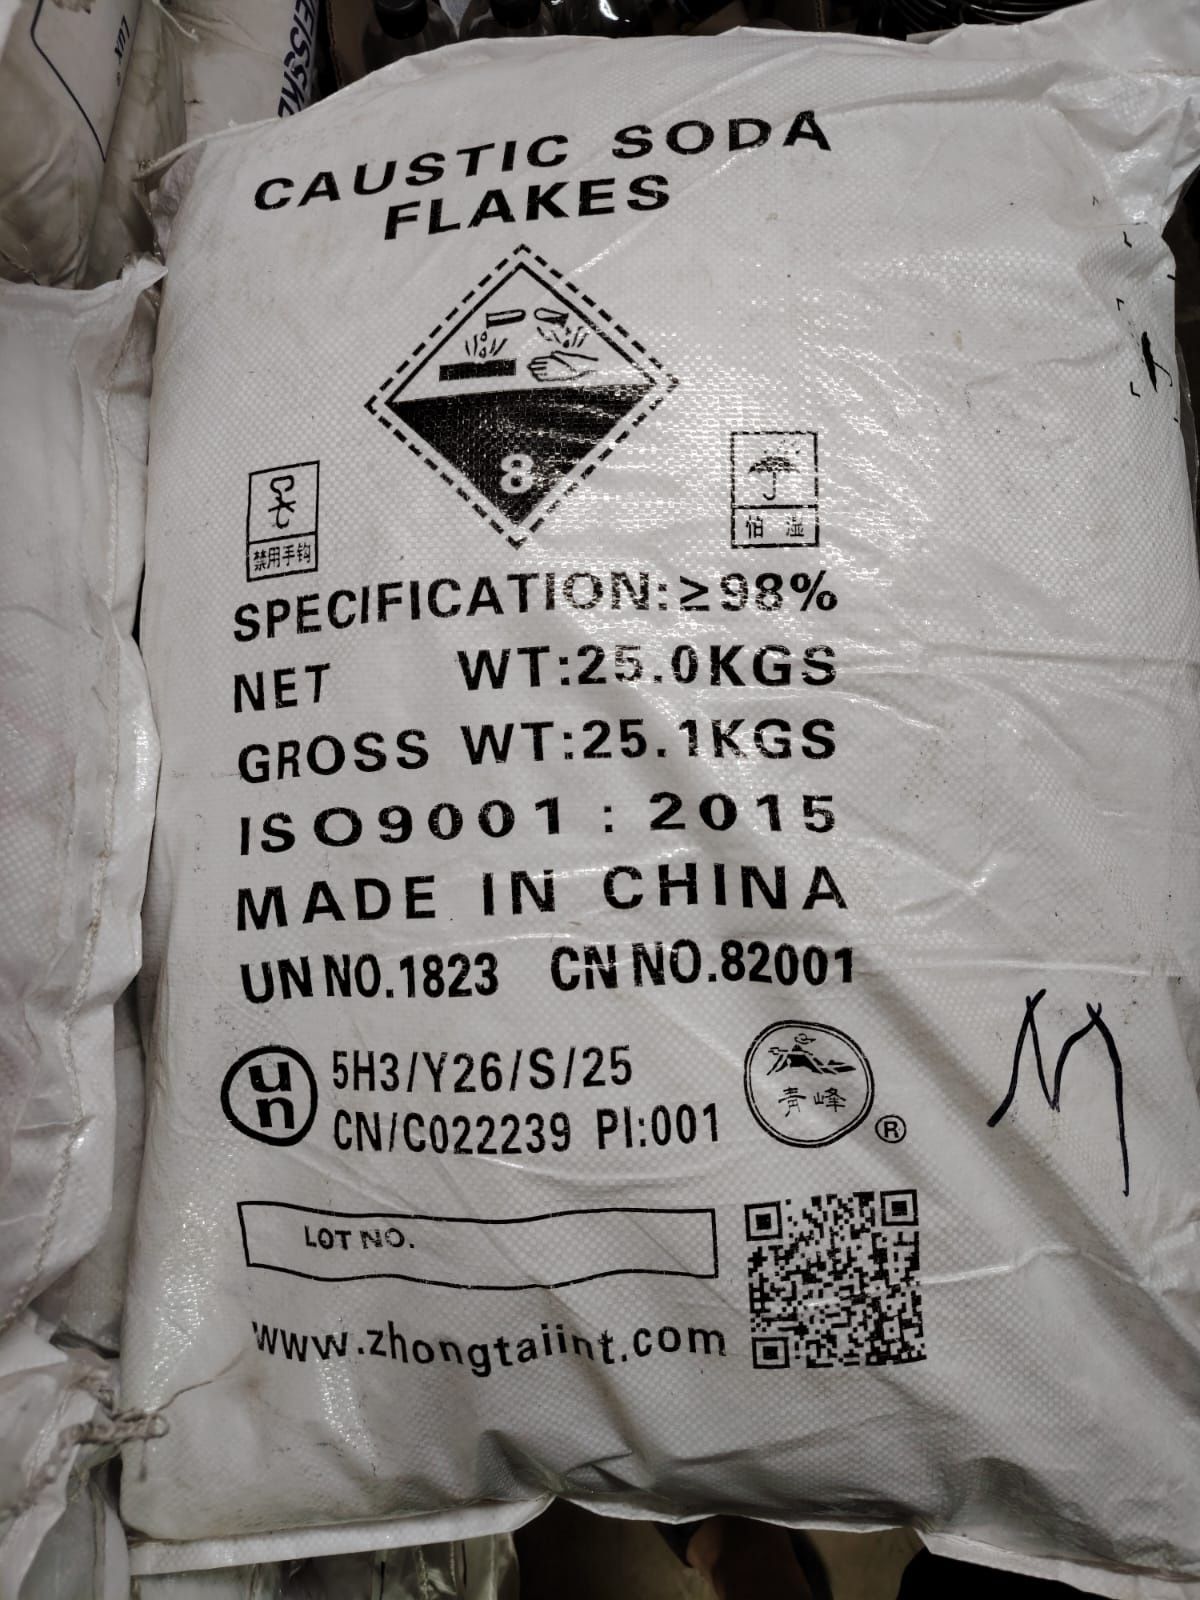 LUX
CAUSTIC SODA
FLAKES
8
禁用手钩
怕 湿
SPECIFICATION:≥98%
NET WT:25.0KGS
GROSS WT:25.1KGS
ISO9001 : 2015
MADE IN CHINA
UN NO.1823 CN NO.82001
un
5H3/Y26/S/25
CN/C022239 PI:001
青峰
®
LOT NO.
www.zhongtaiint.com